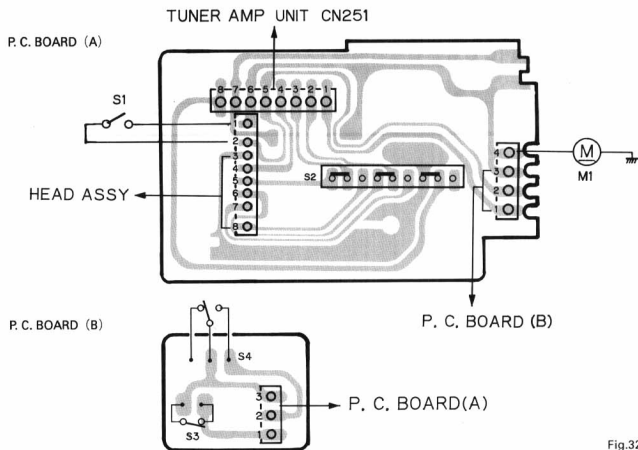 TUNER AMP UNIT CN251
P. C. BOARD (A)
8 7 6 5 4 3 2 1
S1
1
2
3
4
5
6
7
8
HEAD ASSY
S2
4
3
2
1
M
M1
P. C. BOARD (B)
P. C. BOARD (B)
S4
3
2
1
P. C. BOARD(A)
S3
Fig.32